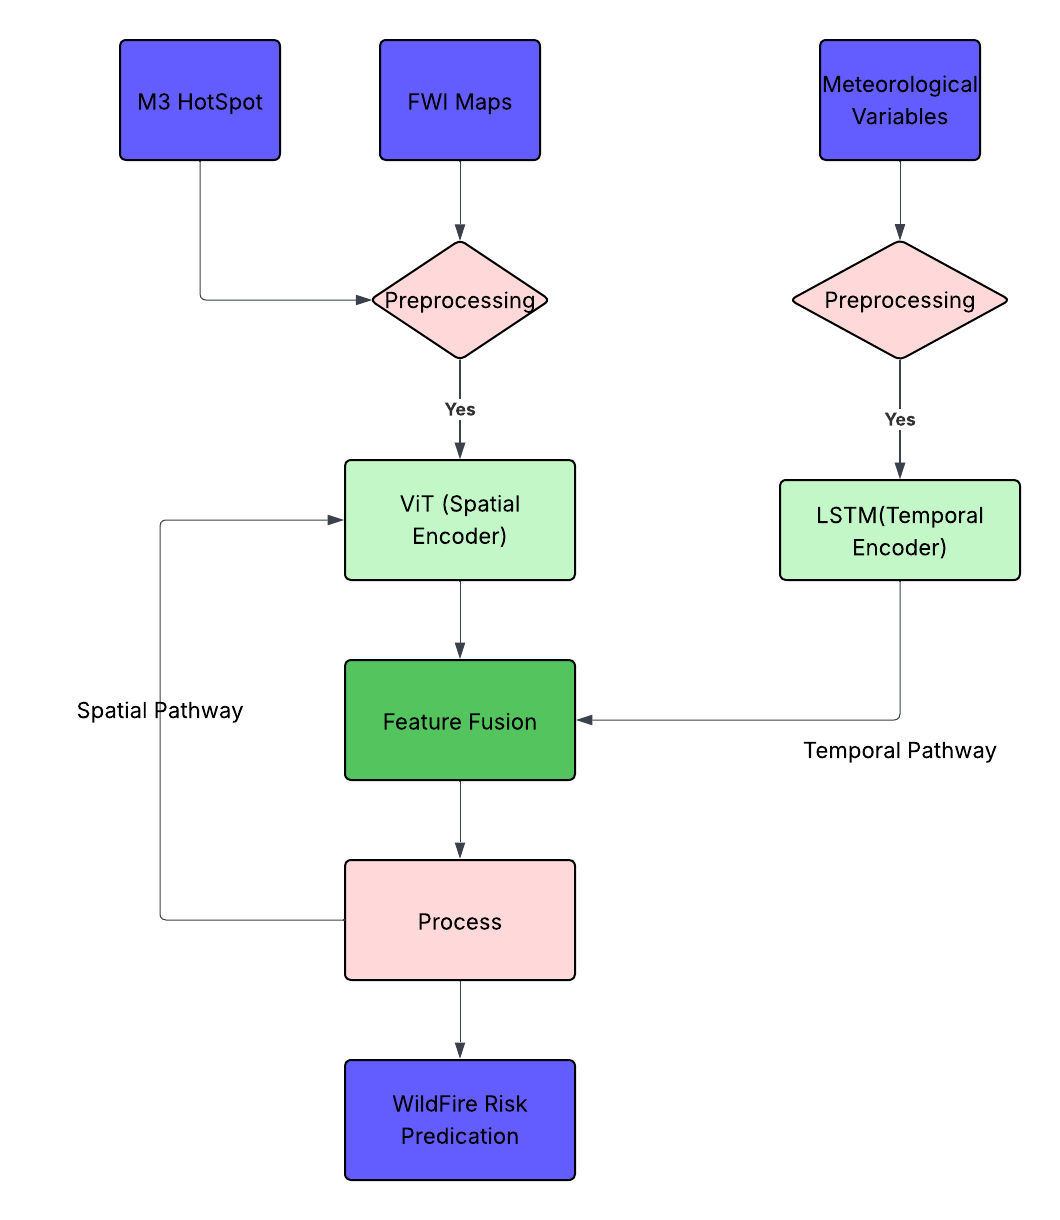 M3 HotSpot
FWI Maps
Meteorological
Variables
Preprocessing
Preprocessing
Yes
Yes
ViT (Spatial
Encoder)
LSTM(Temporal
Encoder)
Spatial Pathway
Feature Fusion
Temporal Pathway
Process
WildFire Risk
Predication